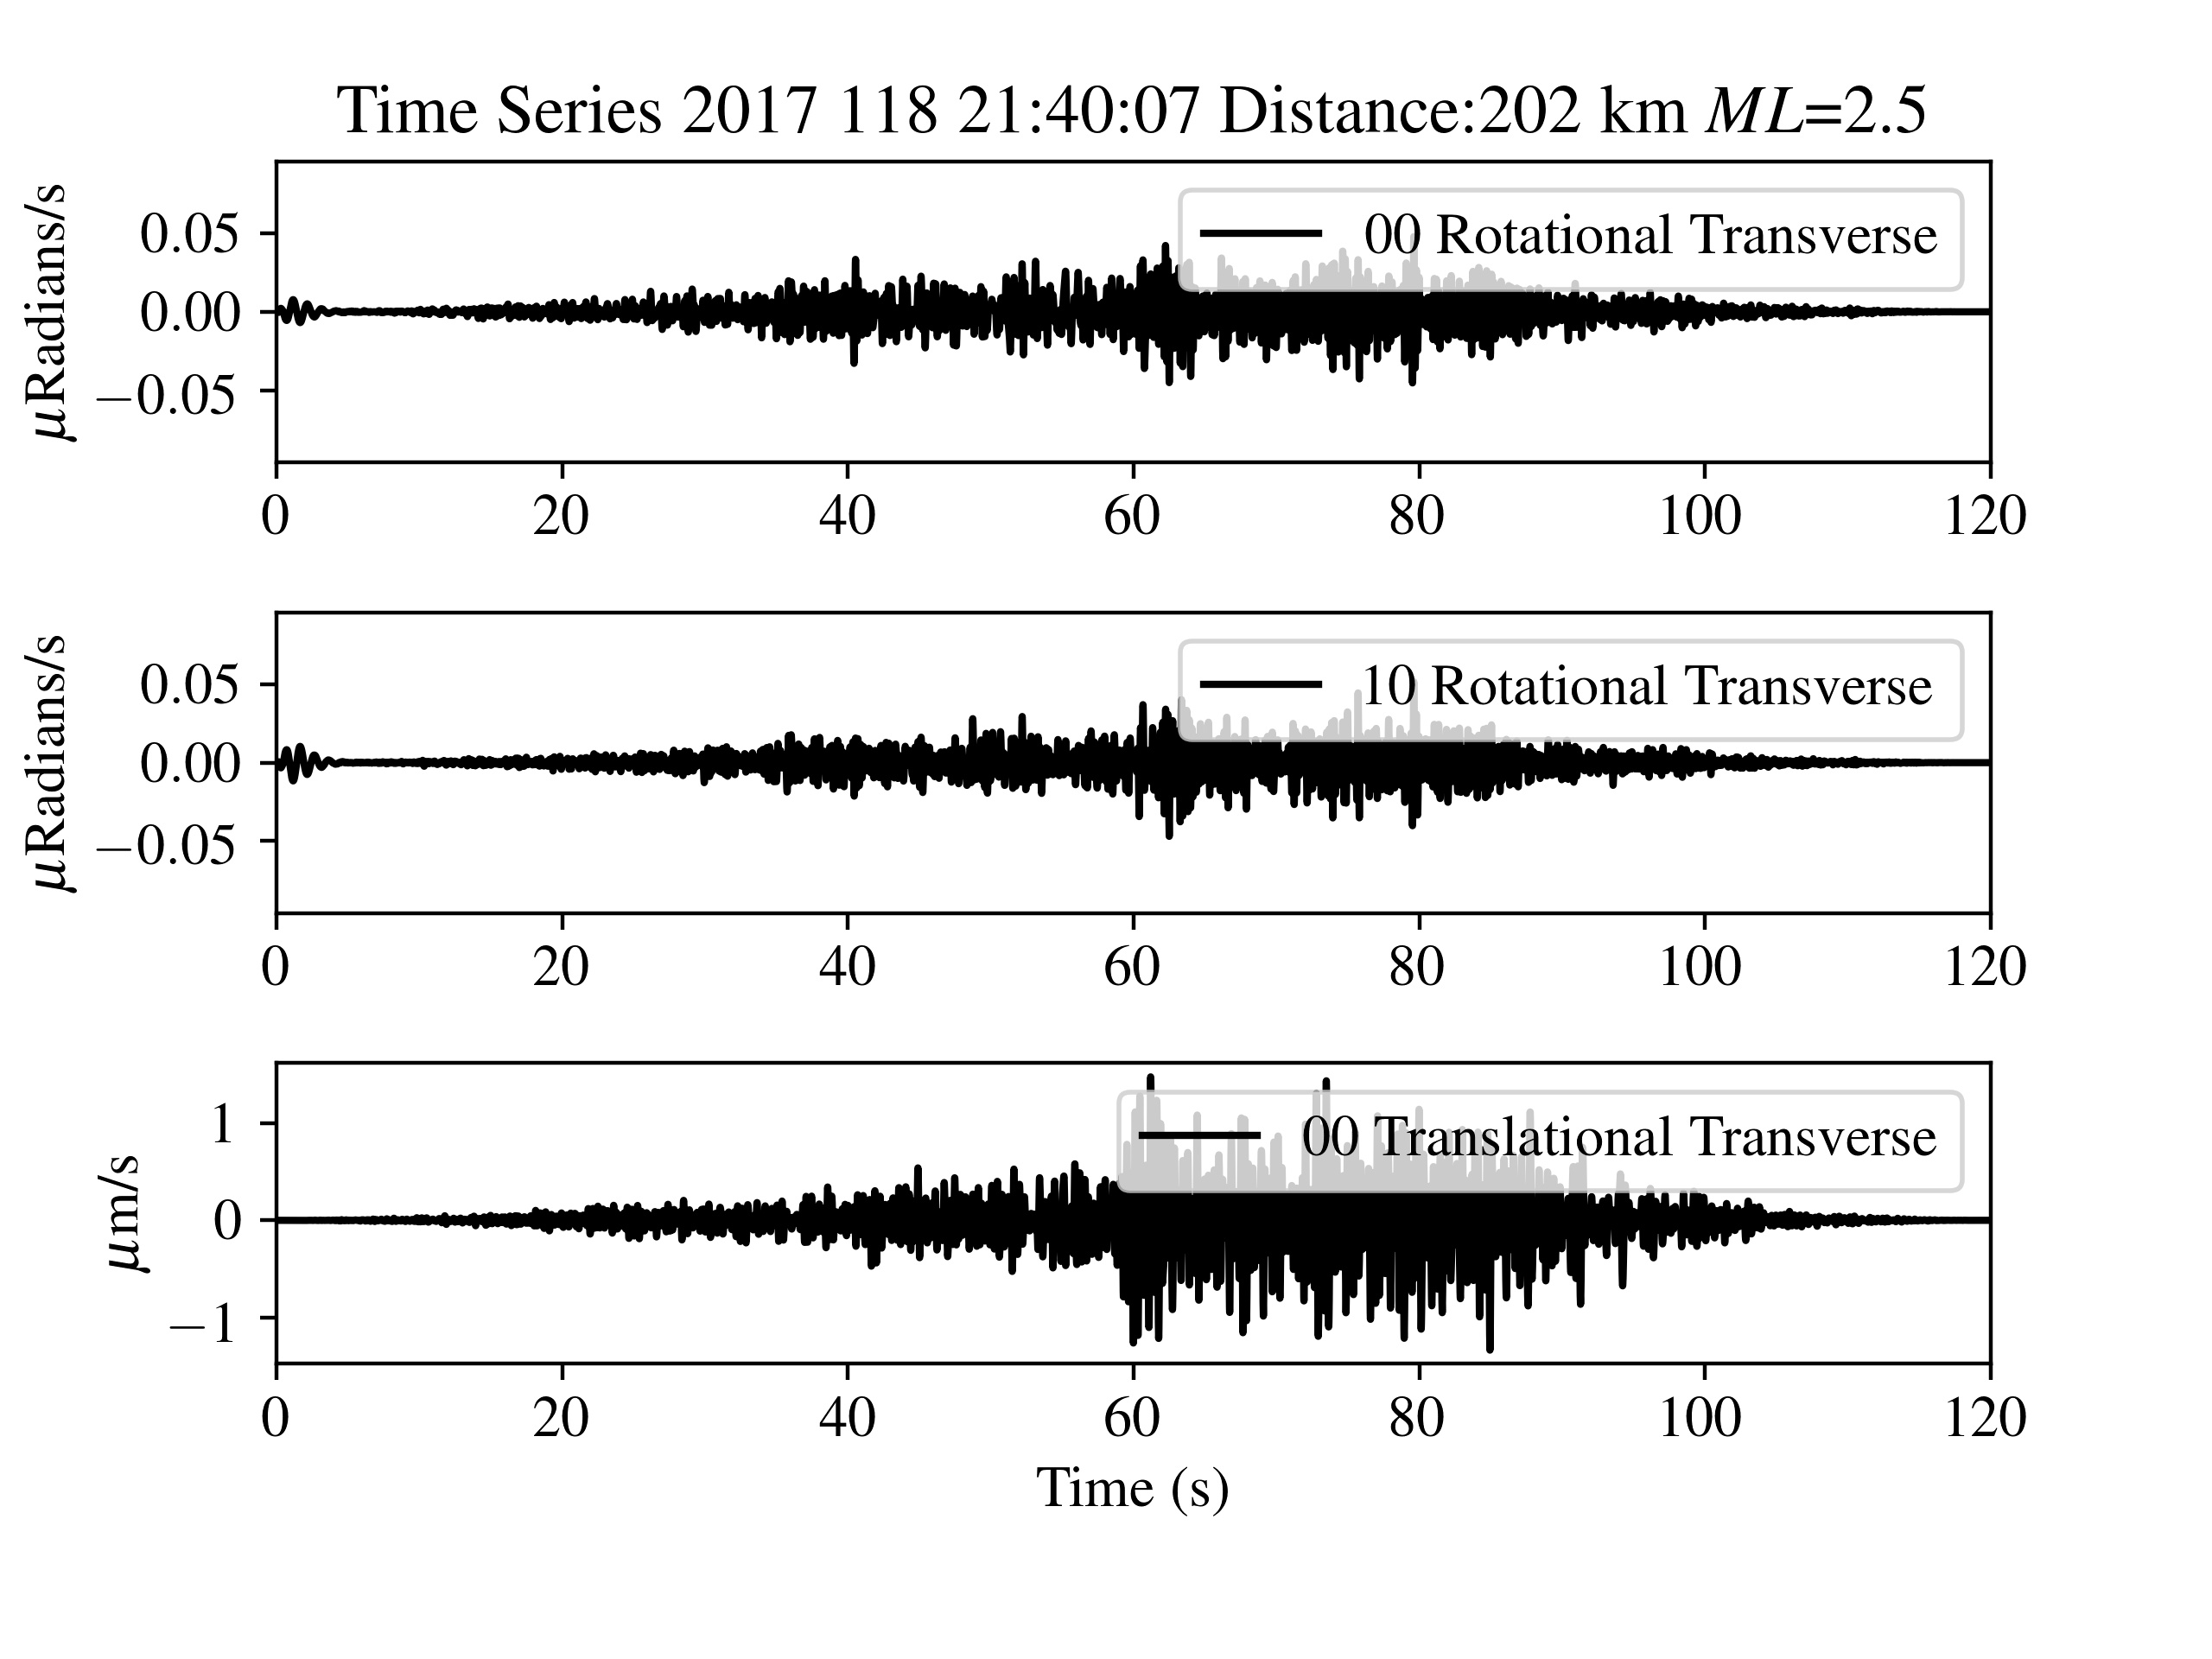 Time Series 2017 118 21:40:07 Distance:202 km ML=2.5
μRadians/s
0.05
0.00
−0.05
00 Rotational Transverse
0 20 40 60 80 100 120
μRadians/s
0.05
0.00
−0.05
10 Rotational Transverse
0 20 40 60 80 100 120
μm/s
1
0
−1
00 Translational Transverse
0 20 40 60 80 100 120
Time (s)